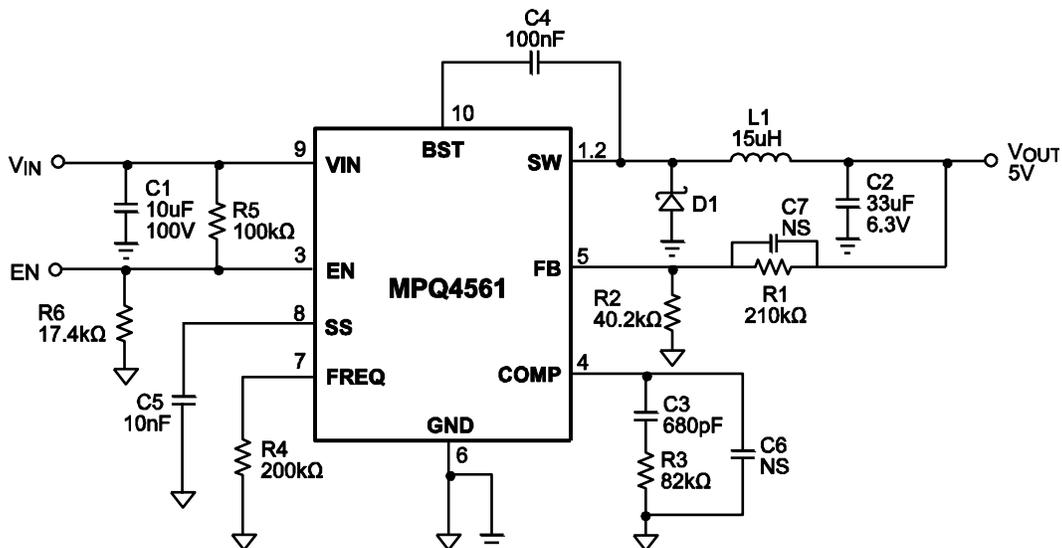 C4
100nF
10
BST
L1
15uH
VIN
9
VIN
SW
1.2
VOUT
5V
C1
10uF
100V
R5
100kΩ
D1
C2
33uF
6.3V
C7
NS
EN
3
EN
FB
5
MPQ4561
R6
17.4kΩ
R2
40.2kΩ
R1
210kΩ
8
SS
7
FREQ
COMP
4
C5
10nF
C3
680pF
GND
6
R4
200kΩ
R3
82kΩ
C6
NS